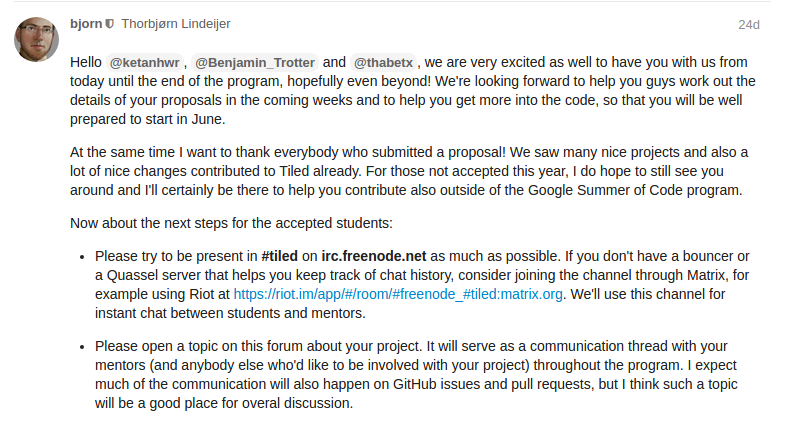 bjorn Thorbjørn Lindeijer 24d
Hello @ketanhwr , @Benjamin_Trotter and @thabetx , we are very excited as well to have you with us from
today until the end of the program, hopefully even beyond! We're looking forward to help you guys work out the
details of your proposals in the coming weeks and to help you get more into the code, so that you will be well
prepared to start in June.
At the same time I want to thank everybody who submitted a proposal! We saw many nice projects and also a
lot of nice changes contributed to Tiled already. For those not accepted this year, I do hope to still see you
around and I'll certainly be there to help you contribute also outside of the Google Summer of Code program.
Now about the next steps for the accepted students:
• Please try to be present in #tiled on irc.freenode.net as much as possible. If you don't have a bouncer or
a Quassel server that helps you keep track of chat history, consider joining the channel through Matrix, for
example using Riot at https://riot.im/app/#/room/#freenode_#tiled:matrix.org. We'll use this channel for
instant chat between students and mentors.
• Please open a topic on this forum about your project. It will serve as a communication thread with your
mentors (and anybody else who'd like to be involved with your project) throughout the program. I expect
much of the communication will also happen on GitHub issues and pull requests, but I think such a topic
will be a good place for overal discussion.